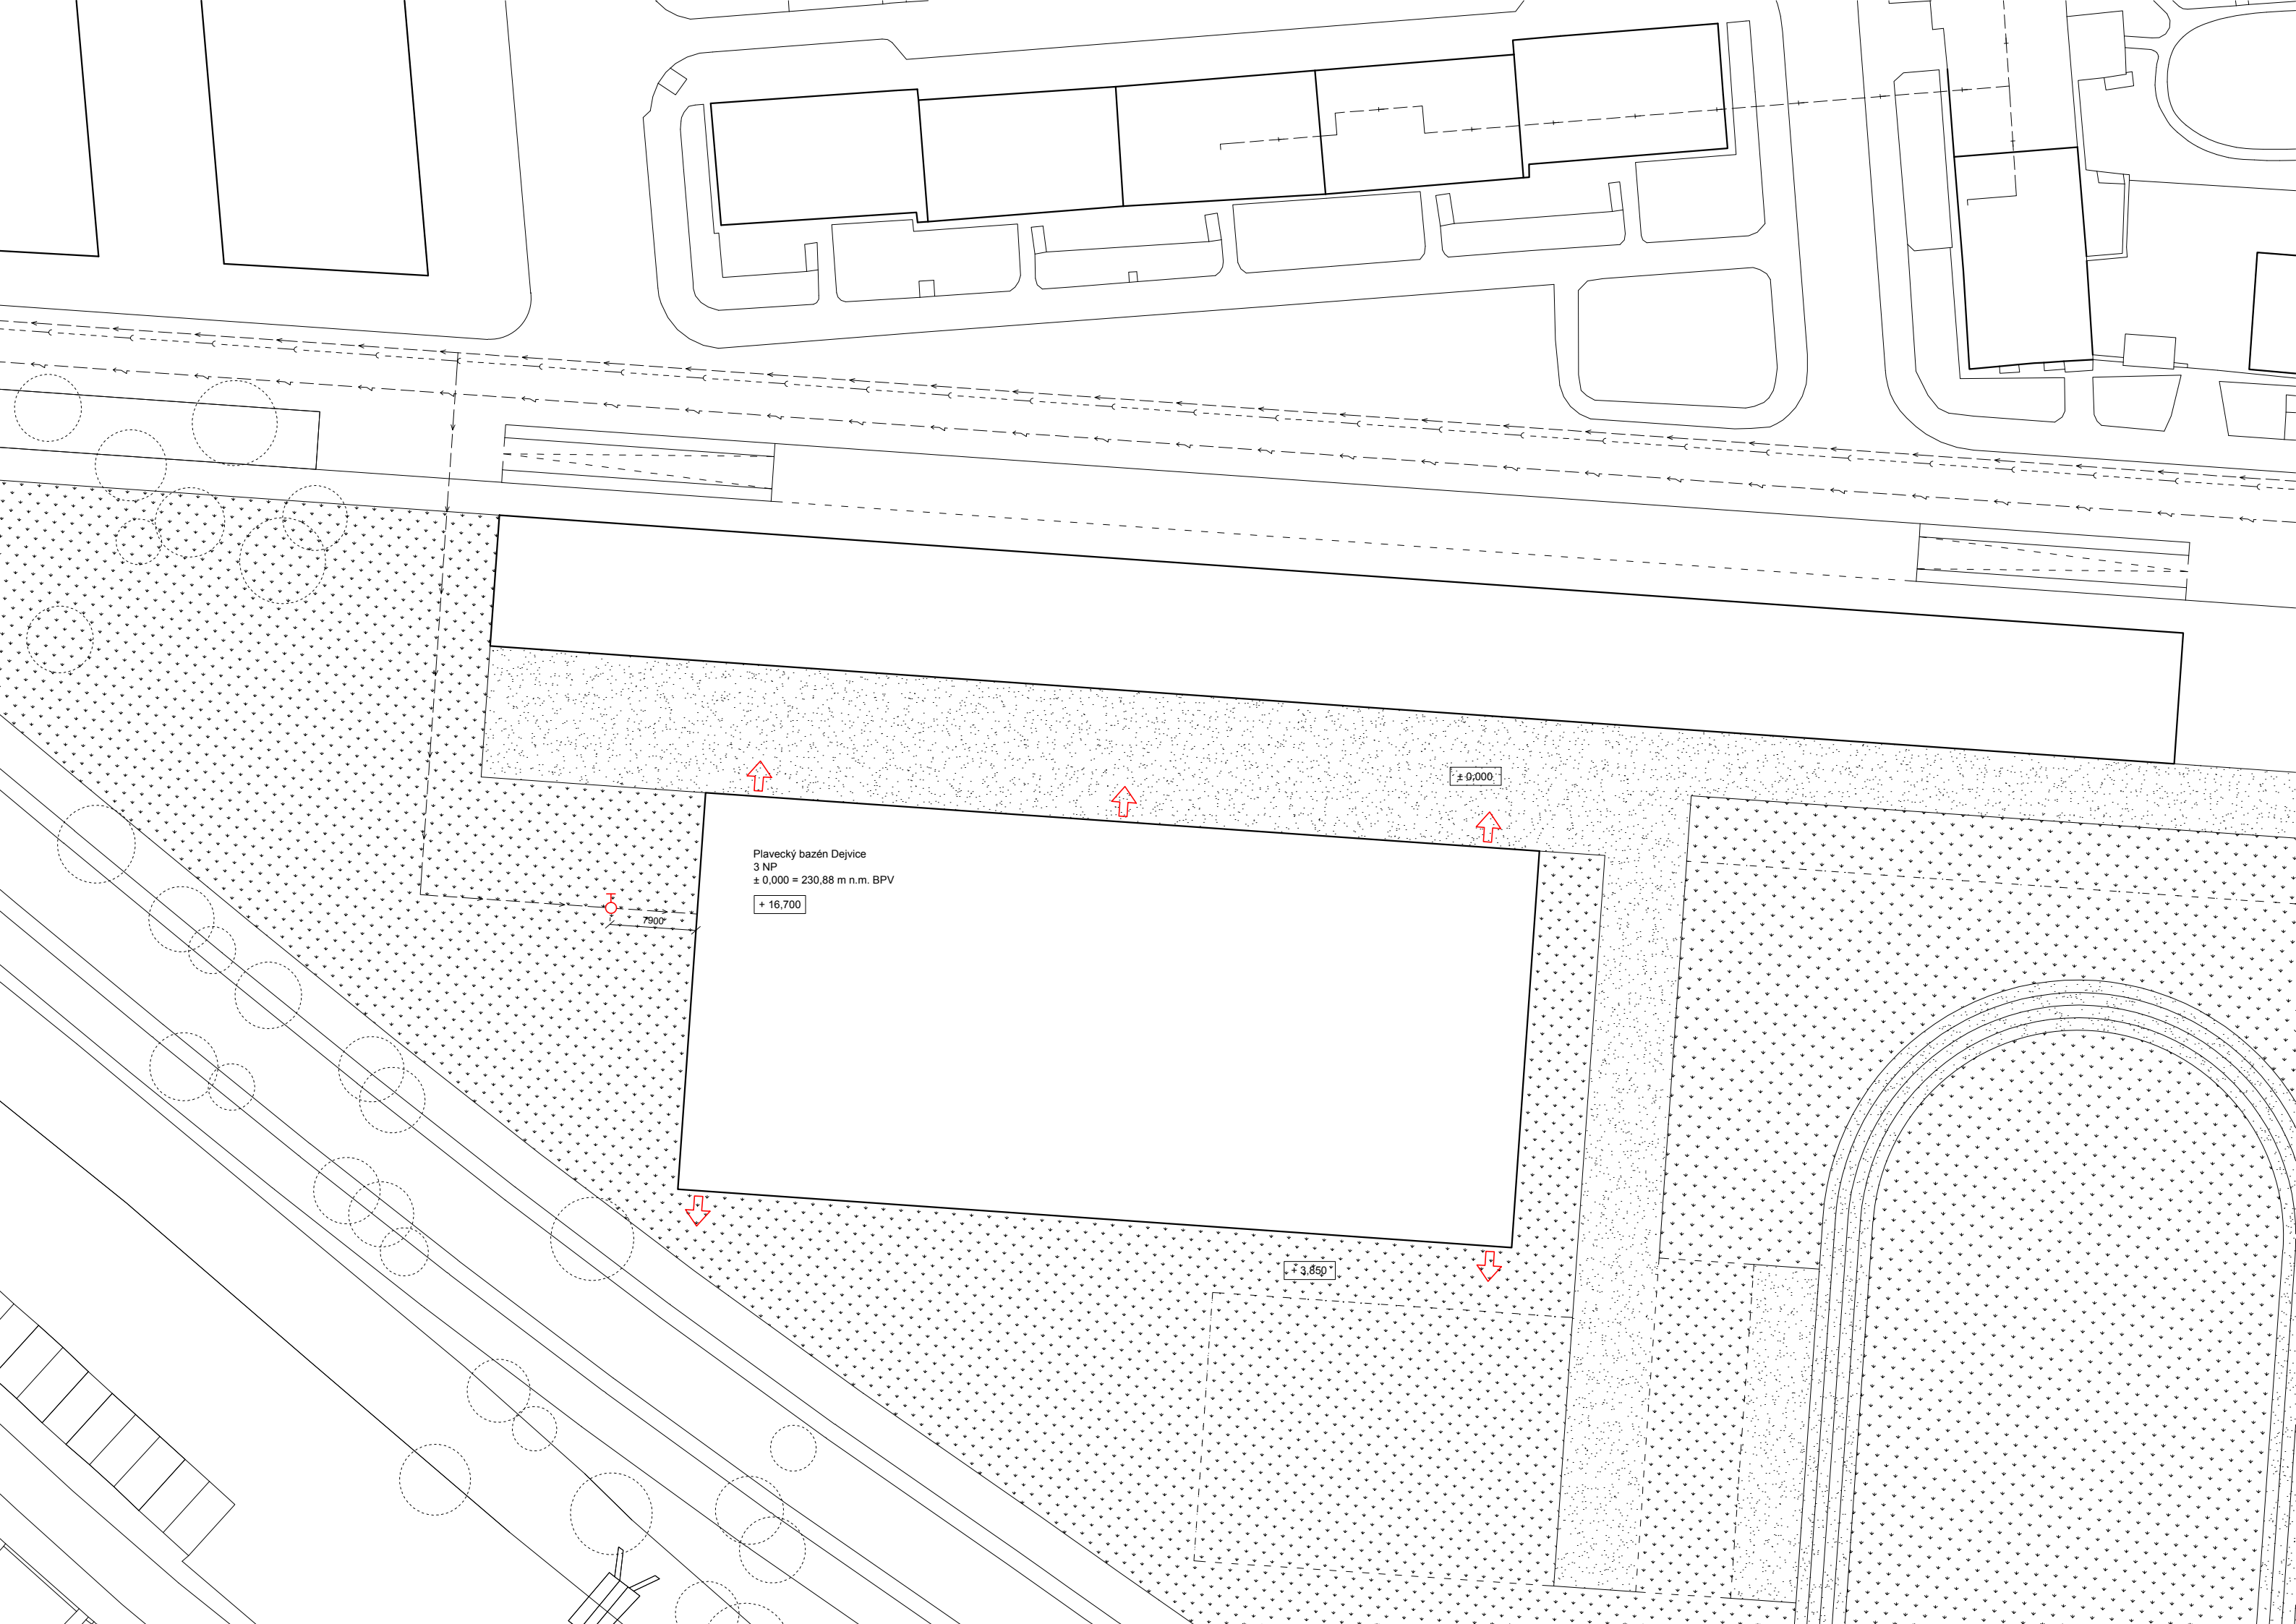 ± 0,000
Plavecký bazén Dejvice
3 NP
± 0,000 = 230,88 m n.m. BPV
+ 16,700
7900
+ 3,850